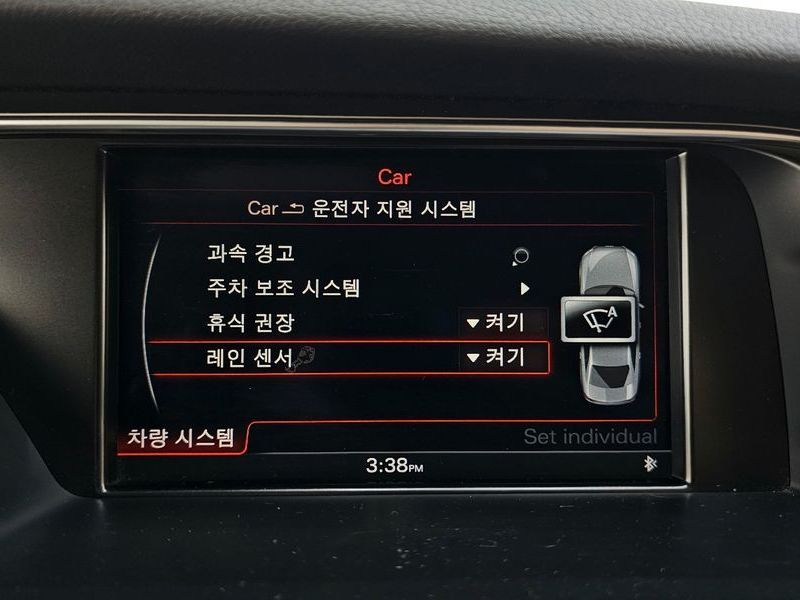 Car
Car 운전자 지원 시스템
과속 경고
주차 보조 시스템
휴식 권장 켜기
레인 센서 켜기
A
차량 시스템 Set individual
3:38PM